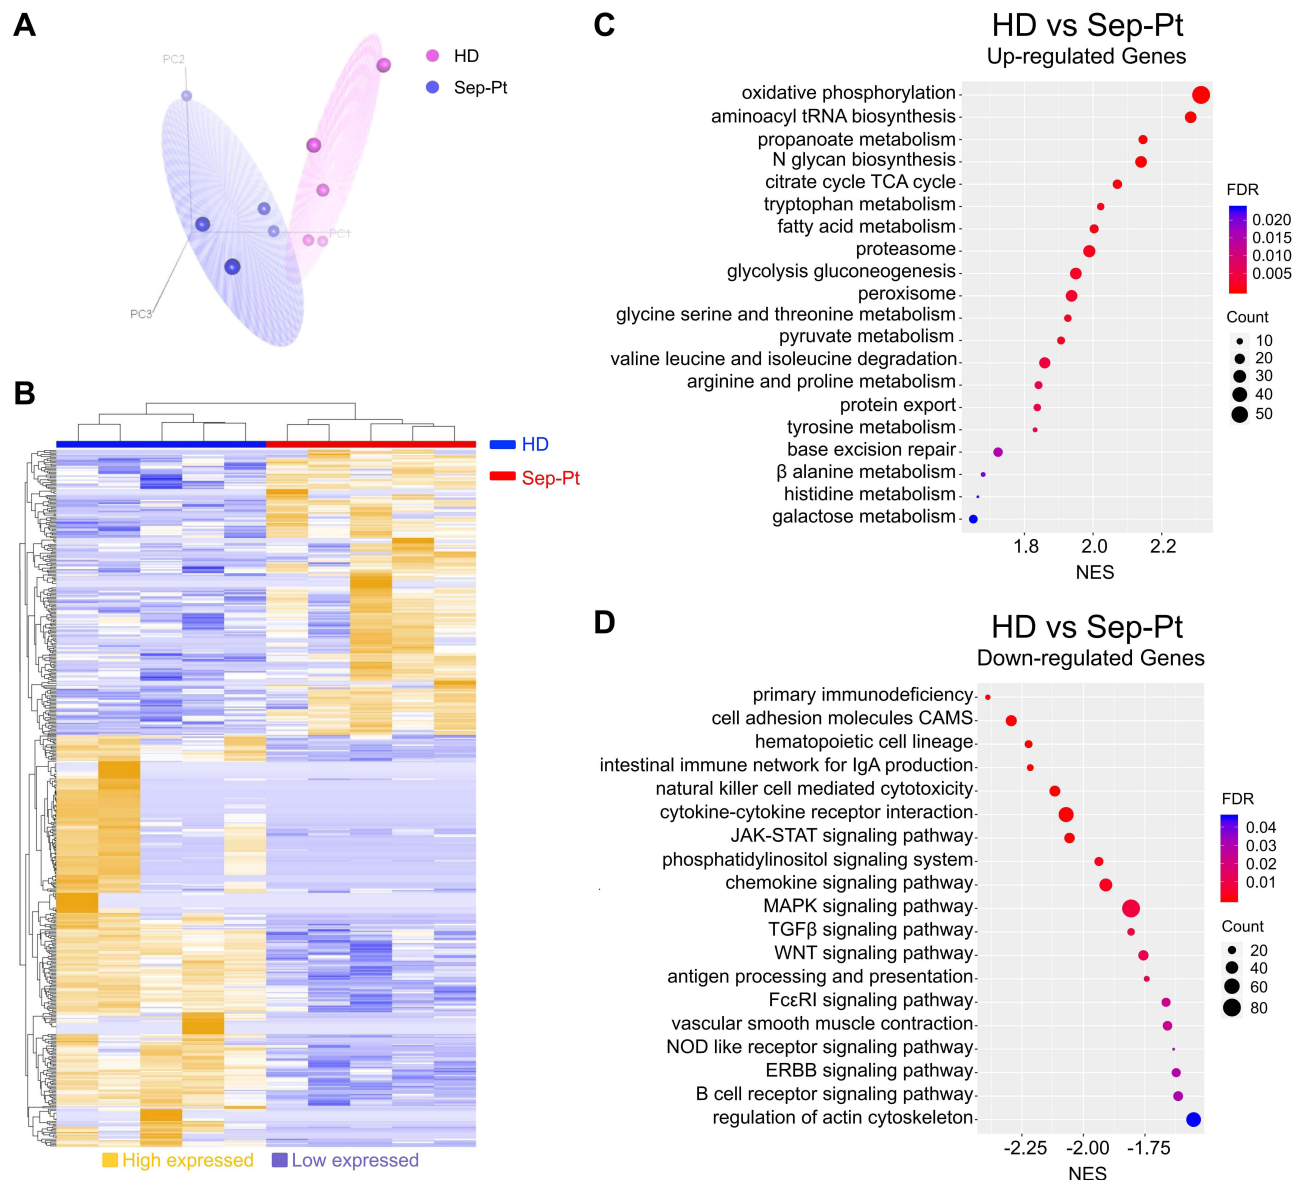 A
PC2
PC1
PC3
HD
Sep-Pt
B
HD
Sep-Pt
High expressed
Low expressed
C
HD vs Sep-Pt
Up-regulated Genes
oxidative phosphorylation
aminoacyl tRNA biosynthesis
propanoate metabolism
N glycan biosynthesis
citrate cycle TCA cycle
tryptophan metabolism
fatty acid metabolism
proteasome
glycolysis gluconeogenesis
peroxisome
glycine serine and threonine metabolism
pyruvate metabolism
valine leucine and isoleucine degradation
arginine and proline metabolism
protein export
tyrosine metabolism
base excision repair
β alanine metabolism
histidine metabolism
galactose metabolism
1.8 2.0 2.2
NES
FDR
0.020
0.015
0.010
0.005
Count
10
20
30
40
50
D
HD vs Sep-Pt
Down-regulated Genes
primary immunodeficiency
cell adhesion molecules CAMS
hematopoietic cell lineage
intestinal immune network for IgA production
natural killer cell mediated cytotoxicity
cytokine-cytokine receptor interaction
JAK-STAT signaling pathway
phosphatidylinositol signaling system
chemokine signaling pathway
MAPK signaling pathway
TGFβ signaling pathway
WNT signaling pathway
antigen processing and presentation
FcεRI signaling pathway
vascular smooth muscle contraction
NOD like receptor signaling pathway
ERBB signaling pathway
B cell receptor signaling pathway
regulation of actin cytoskeleton
-2.25 -2.00 -1.75
NES
FDR
0.04
0.03
0.02
0.01
Count
20
40
60
80